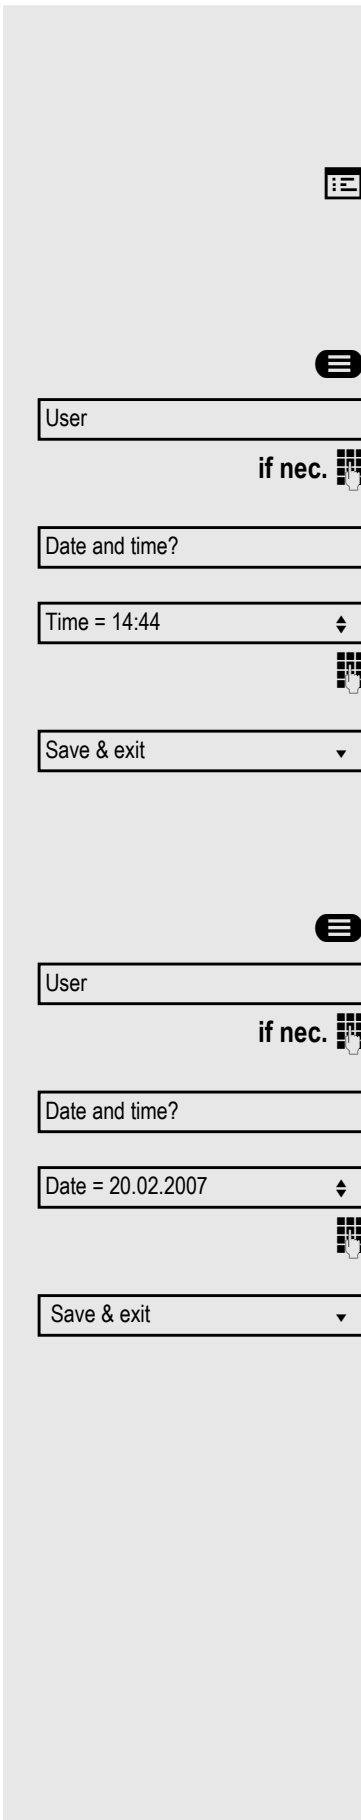 User
if nec.
Date and time?
Time = 14:44
Save & exit
User
if nec.
Date and time?
Date = 20.02.2007
Save & exit